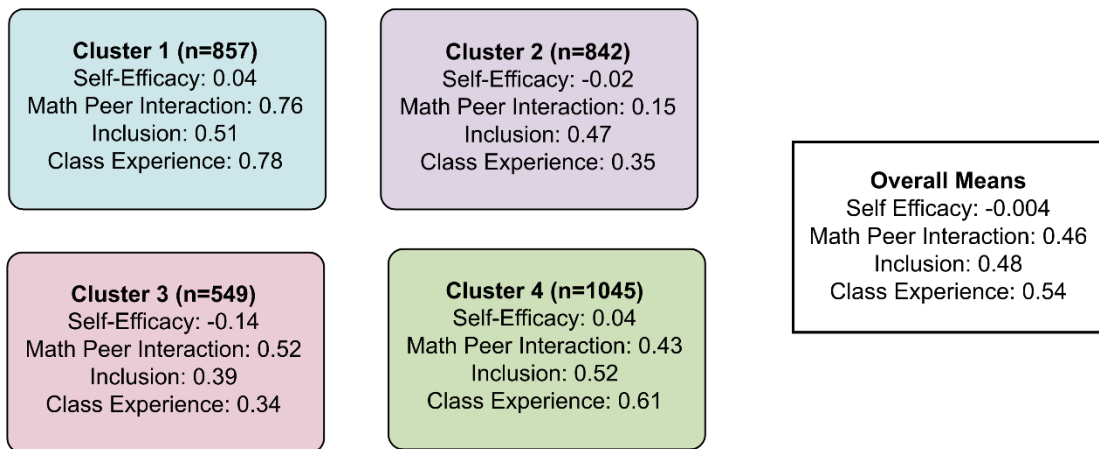 Cluster 1 (n=857)
Self-Efficacy: 0.04
Math Peer Interaction: 0.76
Inclusion: 0.51
Class Experience: 0.78
Cluster 2 (n=842)
Self-Efficacy: -0.02
Math Peer Interaction: 0.15
Inclusion: 0.47
Class Experience: 0.35
Cluster 3 (n=549)
Self-Efficacy: -0.14
Math Peer Interaction: 0.52
Inclusion: 0.39
Class Experience: 0.34
Cluster 4 (n=1045)
Self-Efficacy: 0.04
Math Peer Interaction: 0.43
Inclusion: 0.52
Class Experience: 0.61
Overall Means
Self Efficacy: -0.004
Math Peer Interaction: 0.46
Inclusion: 0.48
Class Experience: 0.54